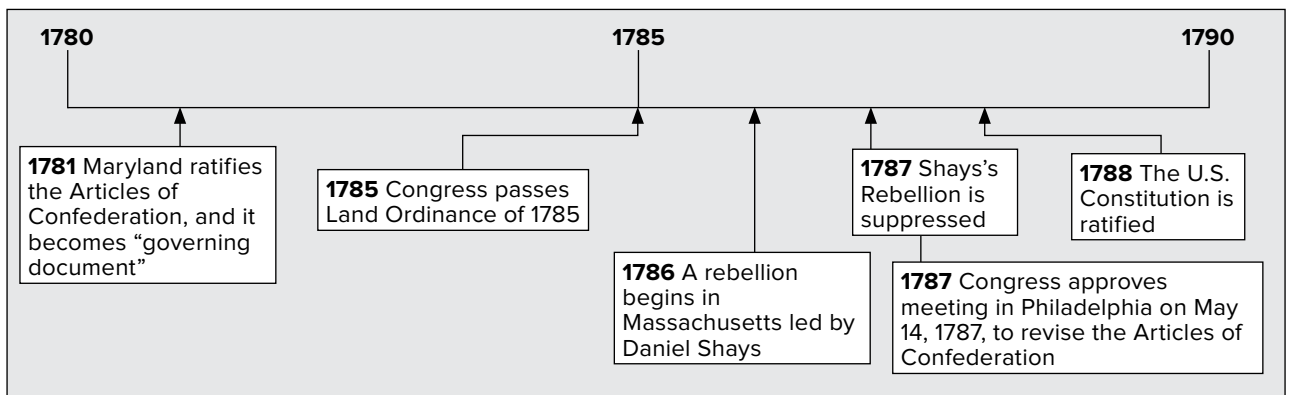 1780
1785
1790
1781 Maryland ratifies
the Articles of
Confederation, and it
becomes “governing
document”
1785 Congress passes
Land Ordinance of 1785
1786 A rebellion
begins in
Massachusetts led by
Daniel Shays
1787 Shays’s
Rebellion is
suppressed
1787 Congress approves
meeting in Philadelphia on May
14, 1787, to revise the Articles of
Confederation
1788 The U.S.
Constitution is
ratified